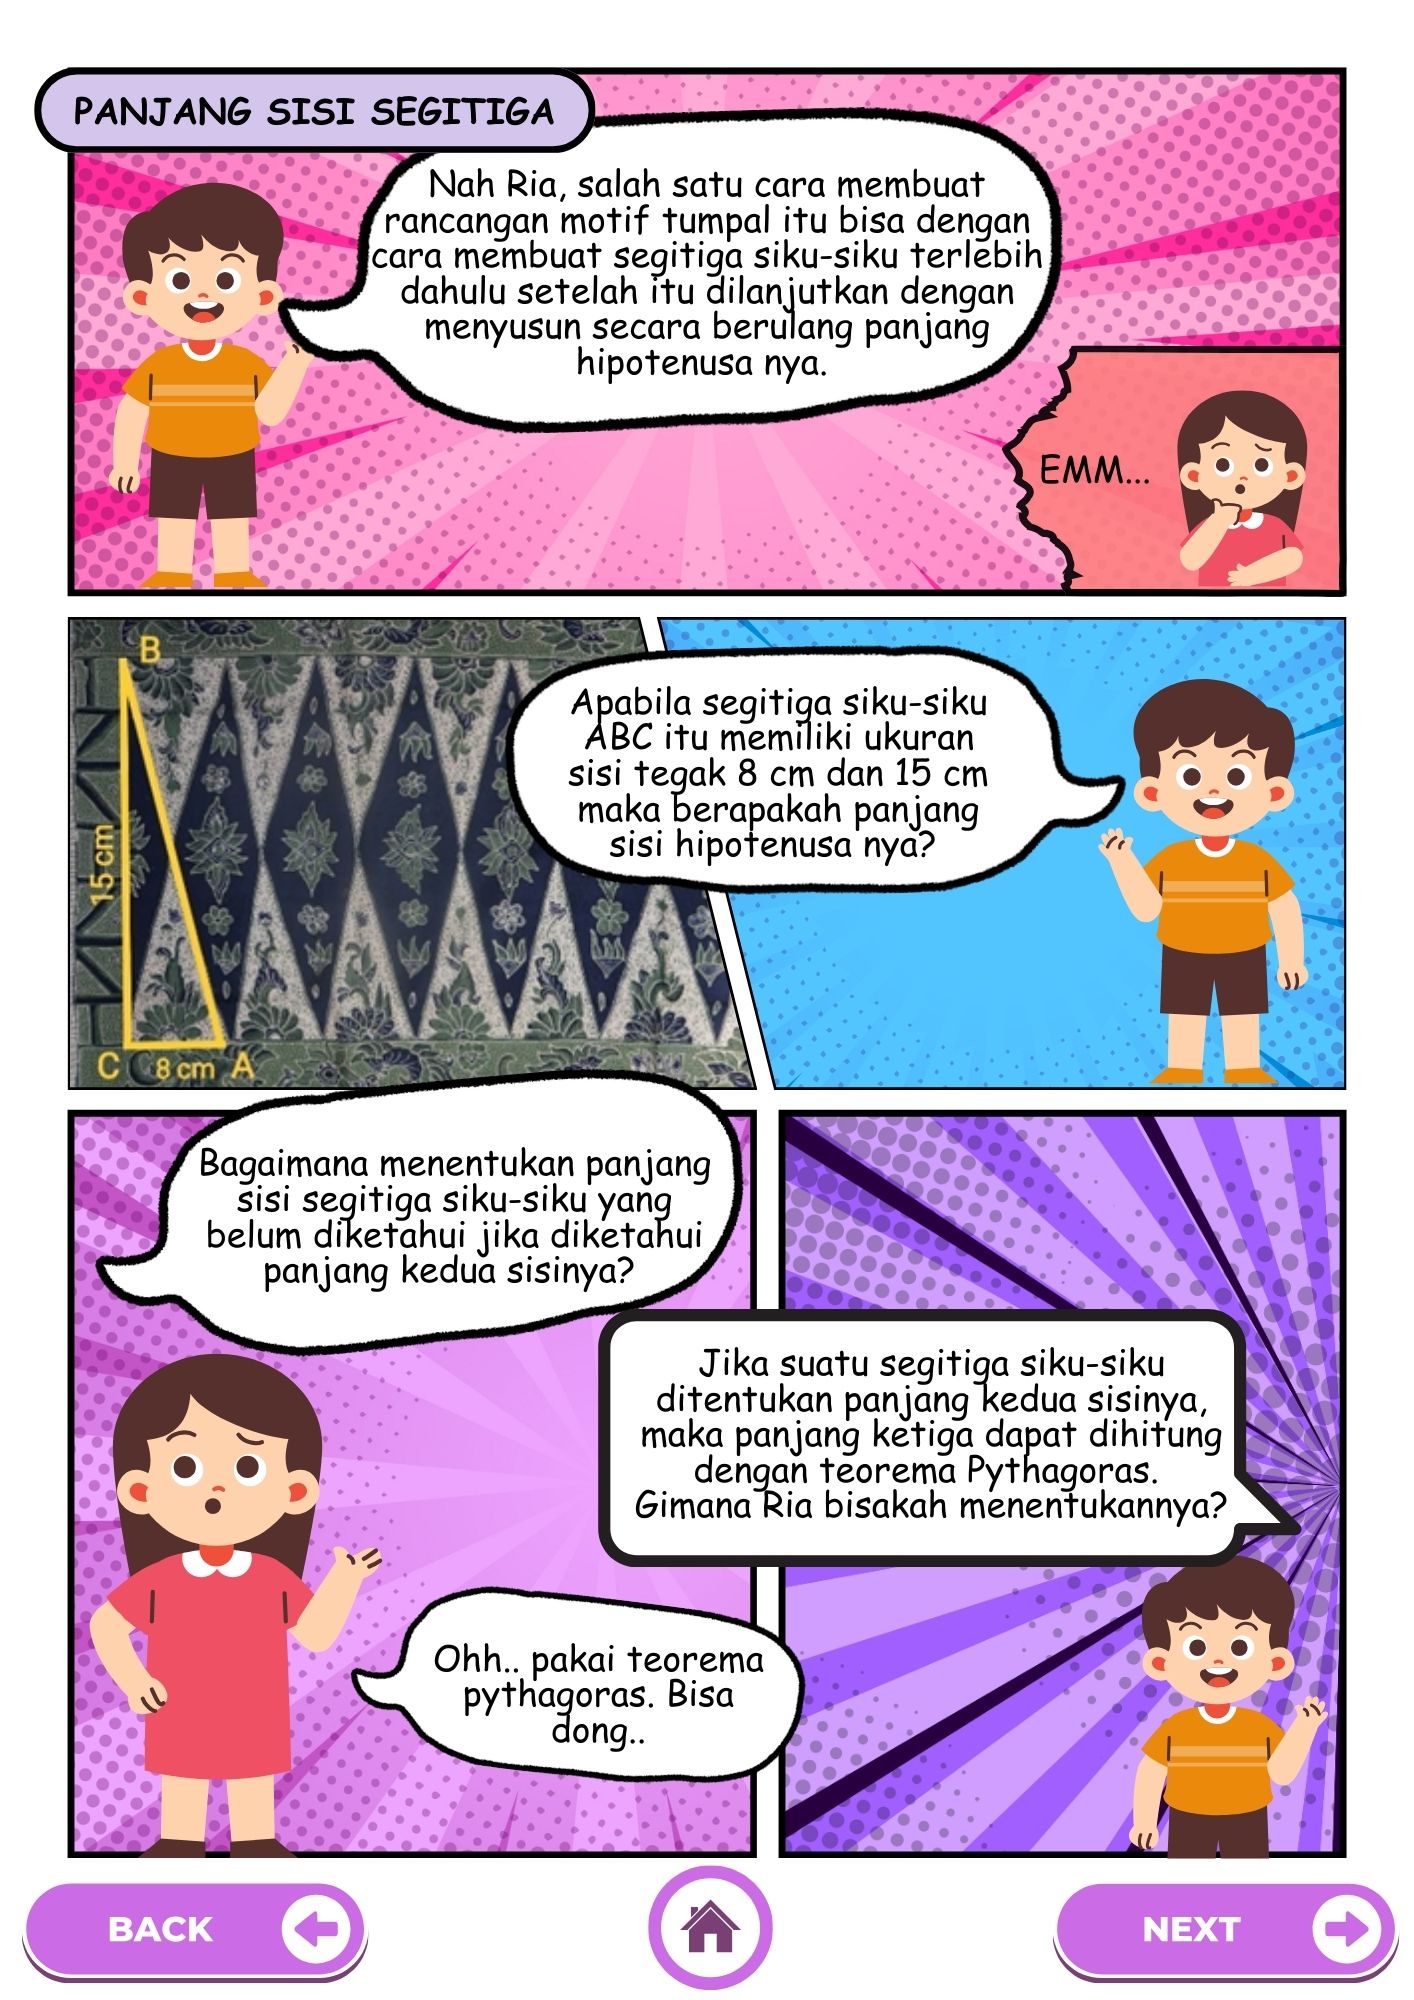 PANJANG SISI SEGITIGA
Nah Ria, salah satu cara membuat
rancangan motif tumpal itu bisa dengan
cara membuat segitiga siku-siku terlebih
dahulu setelah itu dilanjutkan dengan
menyusun secara berulang panjang
hipotenusa nya.
EMM...
B
15 cm
C
8 cm
A
Apabila segitiga siku-siku
ABC itu memiliki ukuran
sisi tegak 8 cm dan 15 cm
maka berapakah panjang
sisi hipotenusa nya?
Bagaimana menentukan panjang
sisi segitiga siku-siku yang
belum diketahui jika diketahui
panjang kedua sisinya?
Jika suatu segitiga siku-siku
ditentukan panjang kedua sisinya,
maka panjang ketiga dapat dihitung
dengan teorema Pythagoras.
Gimana Ria bisakah menentukannya?
Ohh.. pakai teorema
pythagoras. Bisa
dong..
BACK
NEXT